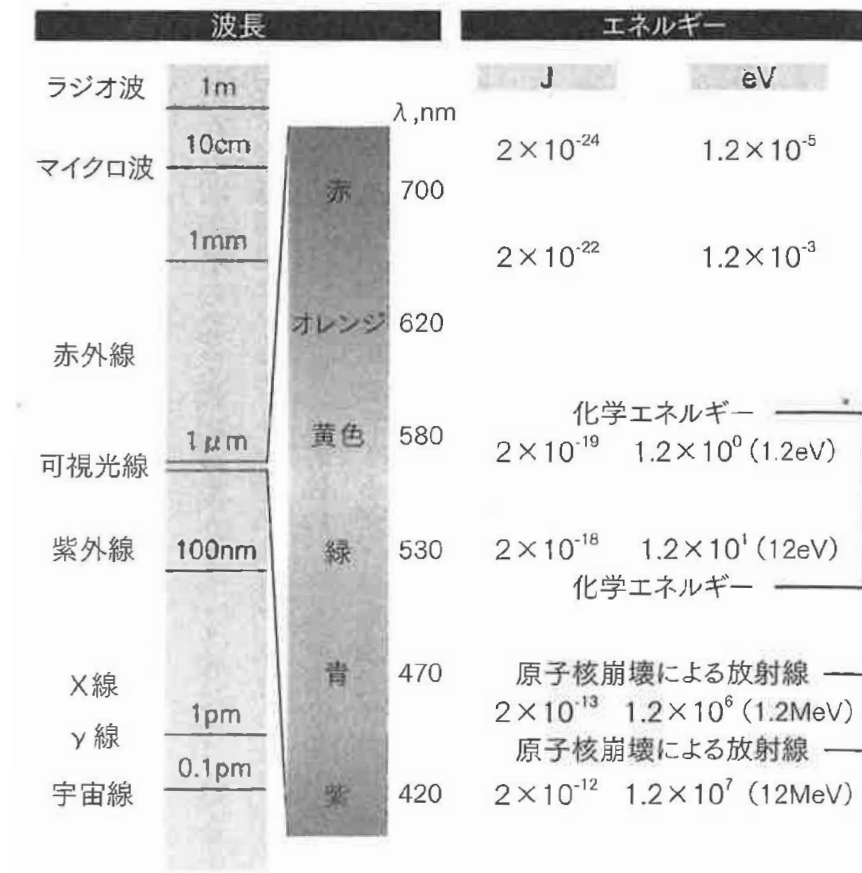 波長 エネルギー
J eV
ラジオ波 1m
λ,nm
10cm 2×10⁻²⁴ 1.2×10⁻⁵
マイクロ波
赤 700
1mm 2×10⁻²² 1.2×10⁻³
オレンジ 620
赤外線
化学エネルギー
1μm 黄色 580 2×10⁻¹⁹ 1.2×10⁰(1.2eV)
可視光線
紫外線 100nm 緑 530 2×10⁻¹⁸ 1.2×10¹(12eV)
化学エネルギー
青 470 原子核崩壊による放射線
X線
1pm 2×10⁻¹³ 1.2×10⁶(1.2MeV)
γ線
原子核崩壊による放射線
0.1pm
宇宙線 紫 420 2×10⁻¹² 1.2×10⁷(12MeV)